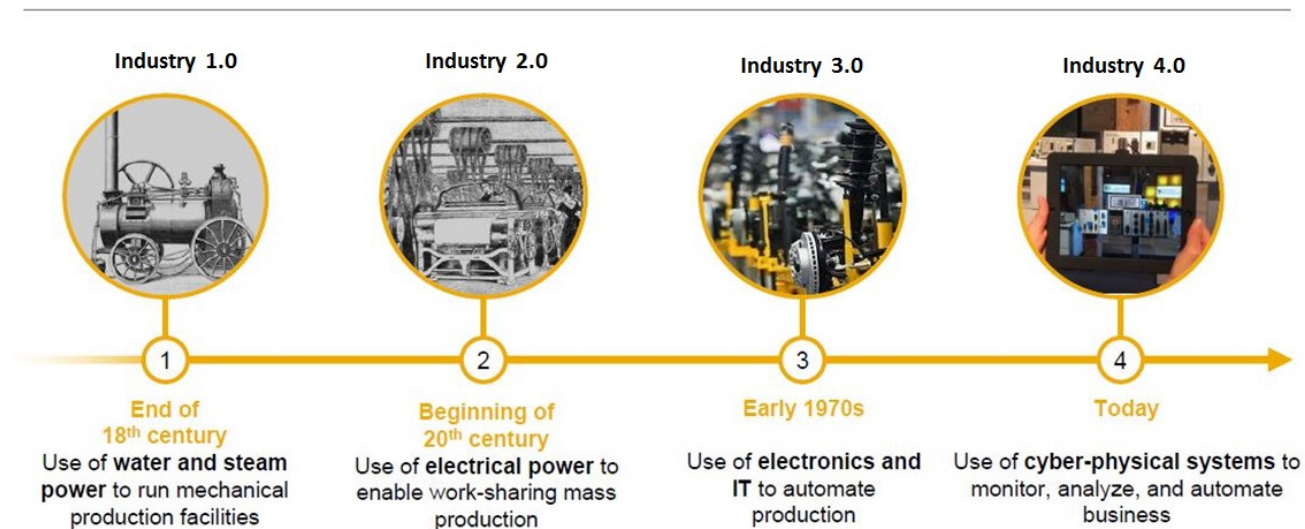 Industry 1.0
Industry 2.0
Industry 3.0
Industry 4.0
1
2
3
4
End of
18th century
Use of water and steam
power to run mechanical
production facilities
Beginning of
20th century
Use of electrical power to
enable work-sharing mass
production
Early 1970s
Use of electronics and
IT to automate
production
Today
Use of cyber-physical systems to
monitor, analyze, and automate
business